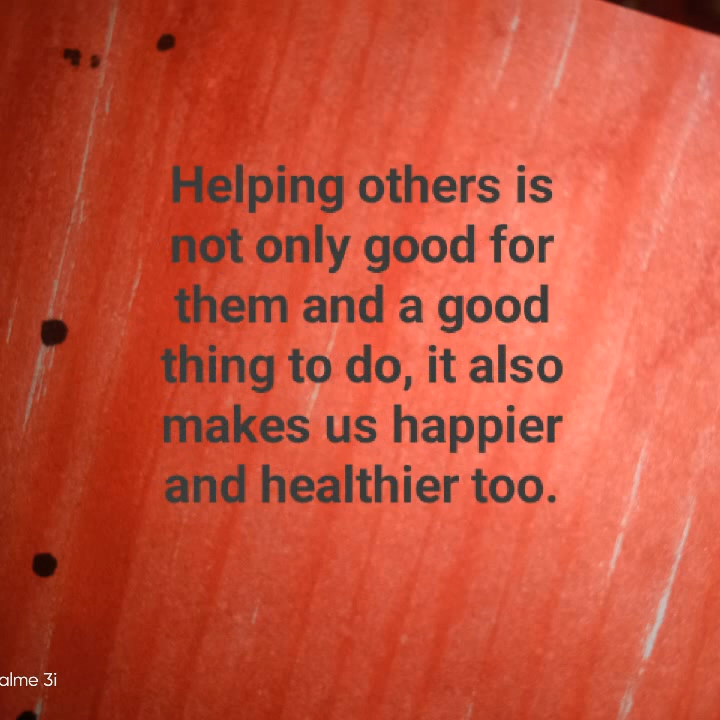 Helping others is
not only good for
them and a good
thing to do, it also
makes us happier
and healthier too.
alme 3i